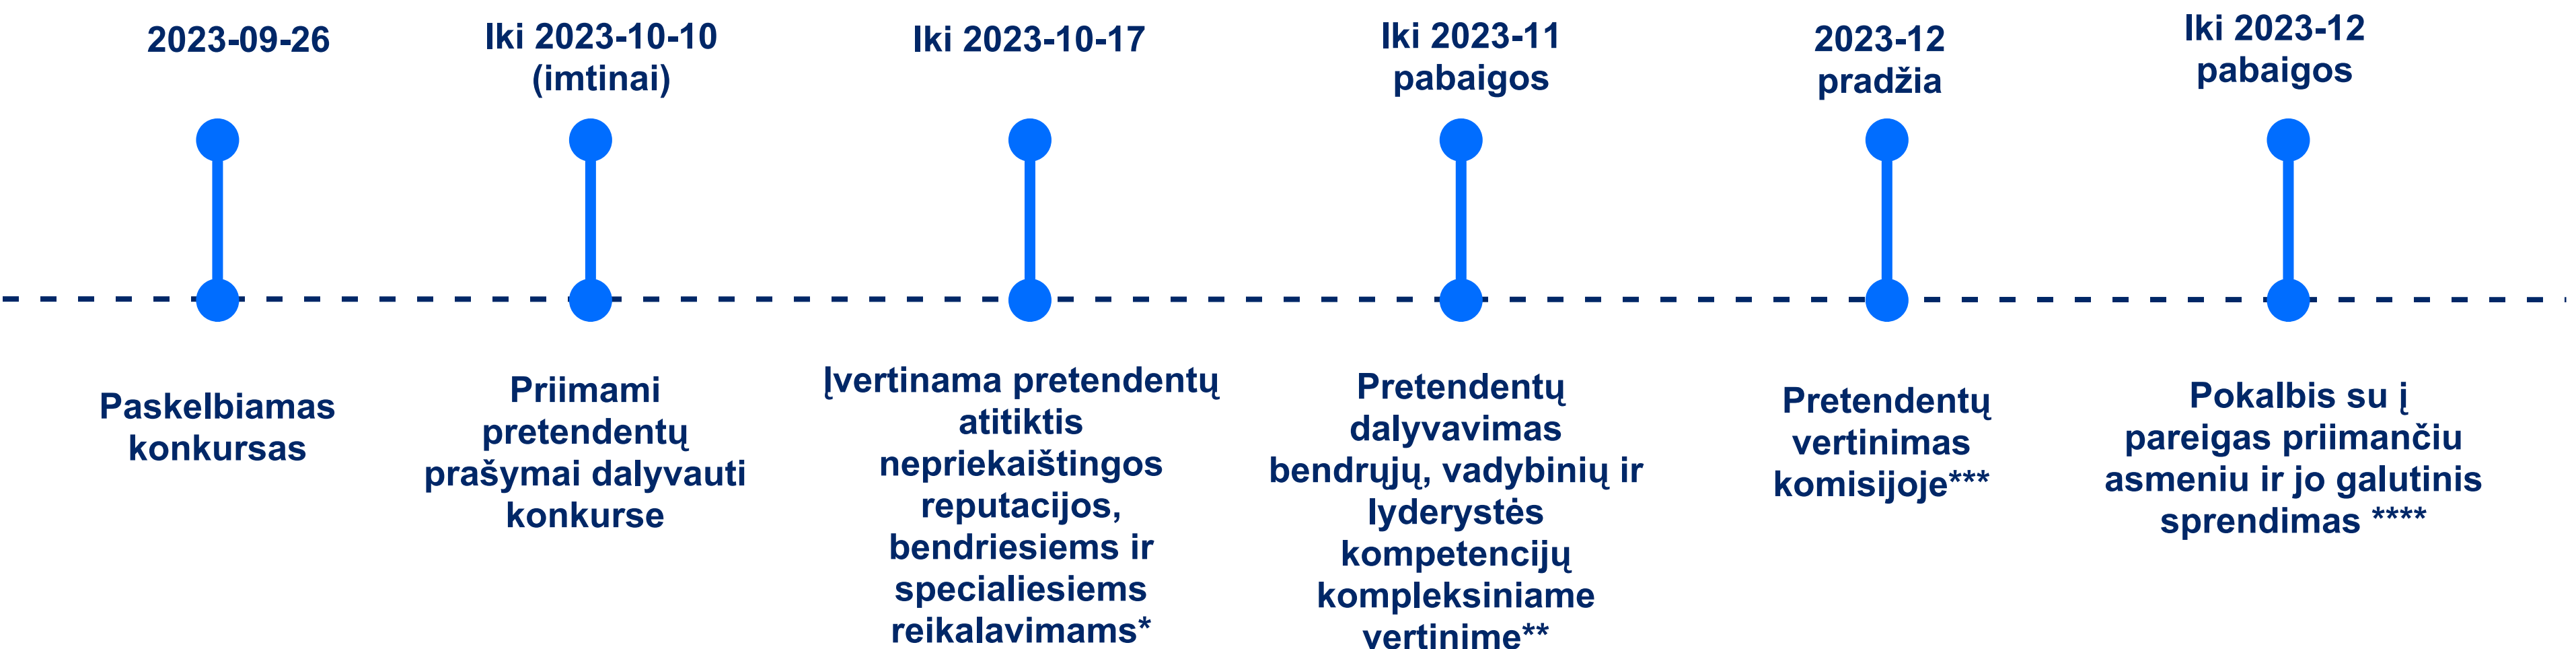 2023-09-26
Iki 2023-10-10
(imtinai)
Iki 2023-10-17
Iki 2023-11
pabaigos
2023-12
pradžia
Iki 2023-12
pabaigos
Paskelbiamas
konkursas
Priimami
pretendentų
prašymai dalyvauti
konkurse
Įvertinama pretendentų
atitiktis
nepriekaištingos
reputacijos,
bendriesiems ir
specialiesiems
reikalavimams*
Pretendentų
dalyvavimas
bendrųjų, vadybinių ir
lyderystės
kompetencijų
kompleksiniame
vertinime**
Pretendentų
vertinimas
komisijoje***
Pokalbis su į
pareigas priimančiu
asmeniu ir jo galutinis
sprendimas ****